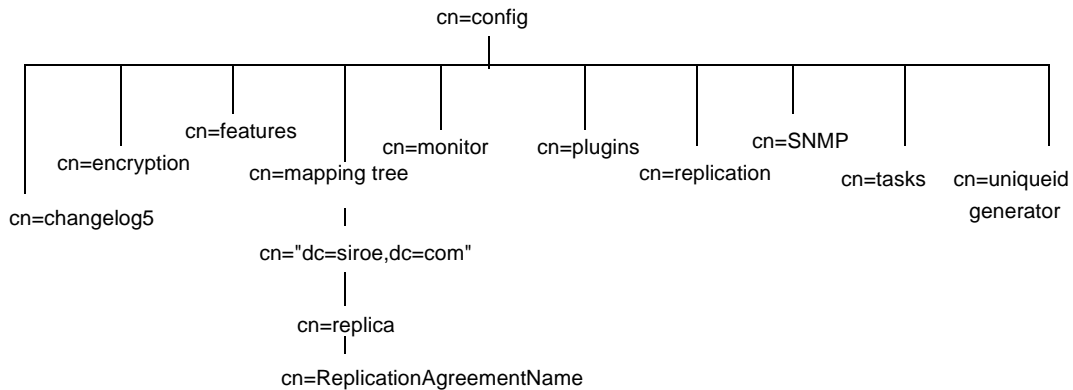 cn=config
cn=features
cn=SNMP
cn=monitor
cn=plugins
cn=encryption
cn=mapping tree
cn=replication
cn=tasks
cn=uniqueid
generator
cn=changelog5
cn="dc=siroe,dc=com"
cn=replica
cn=ReplicationAgreementName